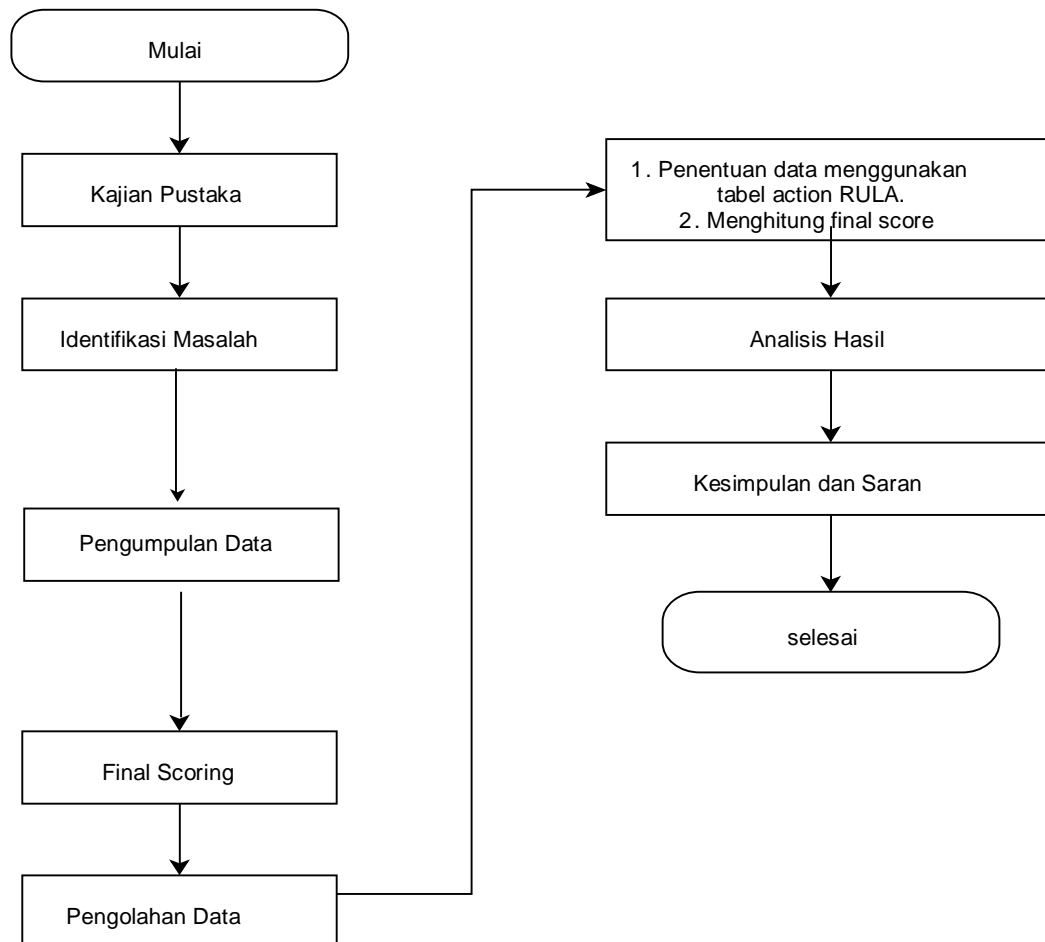 Mulai
Kajian Pustaka
Identifikasi Masalah
Pengumpulan Data
Final Scoring
Pengolahan Data
1. Penentuan data menggunakan
tabel action RULA.
2. Menghitung final score
Analisis Hasil
Kesimpulan dan Saran
selesai